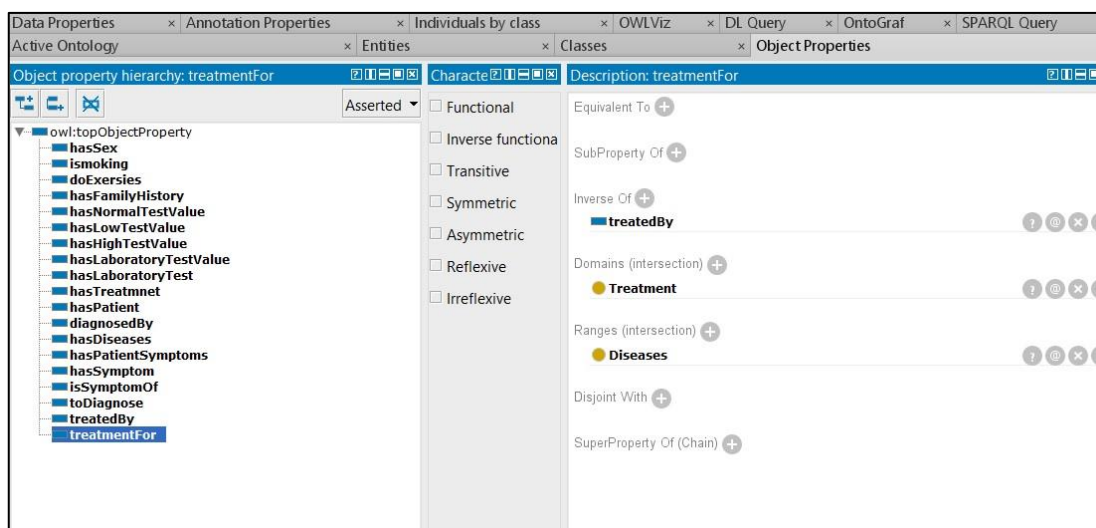 Data Properties × Annotation Properties × Individuals by class × OWLViz × DL Query × OntoGraf × SPARQL Query
Active Ontology × Entities × Classes × Object Properties
Object property hierarchy: treatmentFor
Asserted
owl:topObjectProperty
hasSex
ismoking
doExersies
hasFamilyHistory
hasNormalTestValue
hasLowTestValue
hasHighTestValue
hasLaboratoryTestValue
hasLaboratoryTest
hasTreatmnet
hasPatient
diagnosedBy
hasDiseases
hasPatientSymptoms
hasSymptom
isSymptomOf
toDiagnose
treatedBy
treatmentFor
Characte
Functional
Inverse functiona
Transitive
Symmetric
Asymmetric
Reflexive
Irreflexive
Description: treatmentFor
Equivalent To
SubProperty Of
Inverse Of
treatedBy
Domains (intersection)
Treatment
Ranges (intersection)
Diseases
Disjoint With
SuperProperty Of (Chain)